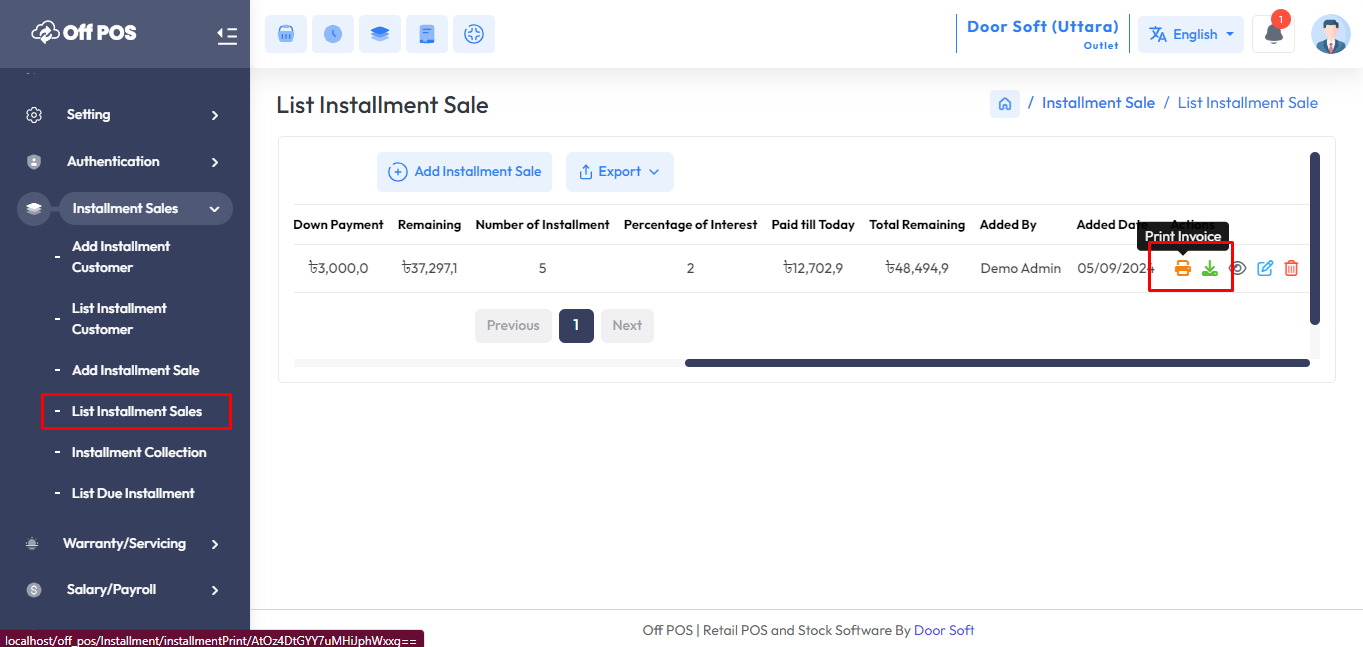 Off POS
Door Soft (Uttara)
Outlet
English
1
Setting
Authentication
Installment Sales
- Add Installment
Customer
- List Installment
Customer
- Add Installment Sale
- List Installment Sales
- Installment Collection
- List Due Installment
Warranty/Servicing
Salary/Payroll
List Installment Sale
/ Installment Sale / List Installment Sale
Add Installment Sale
Export
Down Payment Remaining Number of Installment Percentage of Interest Paid till Today Total Remaining Added By Added Date Actions
Print Invoice
৳3,000,0 ৳37,297,1 5 2 ৳12,702,9 ৳48,494,9 Demo Admin 05/09/2024
Previous 1 Next
Off POS | Retail POS and Stock Software By Door Soft
localhost/off_pos/Installment/installmentPrint/AtOz4DtGYY7uMHiJphWxxg==